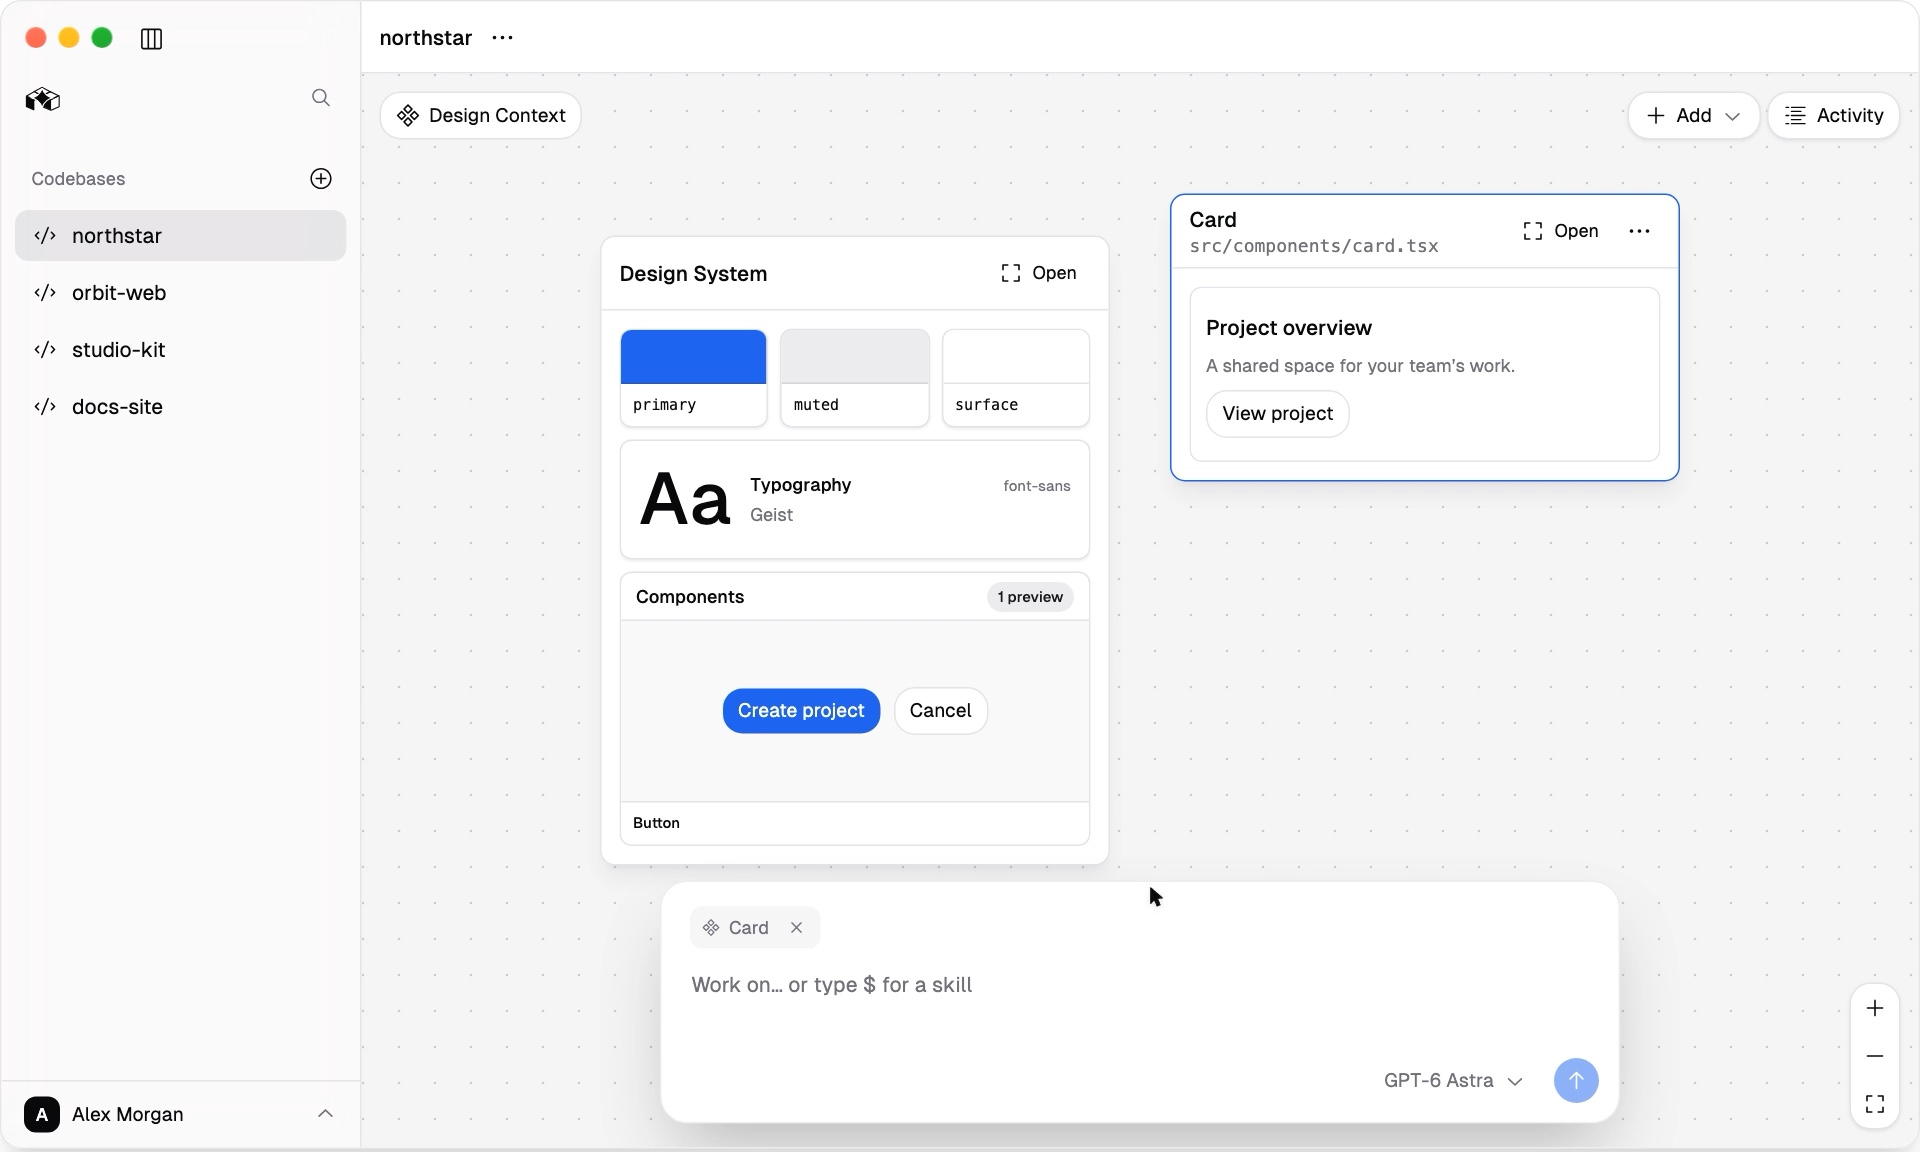 northstar
Codebases
northstar
orbit-web
studio-kit
docs-site
A
Alex Morgan
Design Context
Add
Activity
Design System
Open
primary
muted
surface
Aa
Typography
Geist
font-sans
Components
1 preview
Create project
Cancel
Button
Card
src/components/card.tsx
Open
Project overview
A shared space for your team’s work.
View project
Card
Work on... or type $ for a skill
GPT-6 Astra